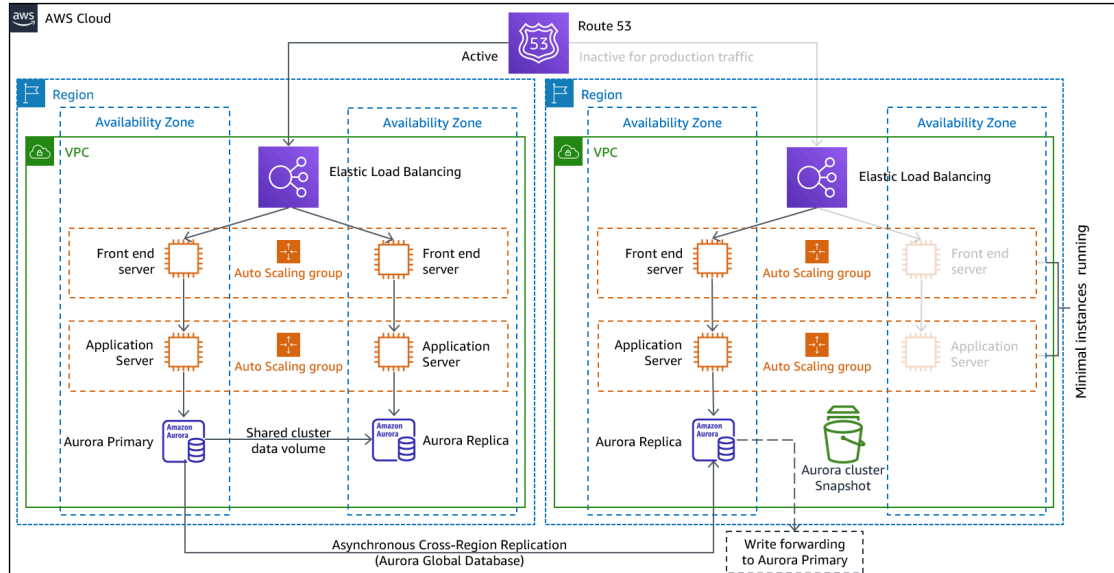 aws
AWS Cloud
Route 53
53
Active
Inactive for production traffic
Region
Availability Zone
Availability Zone
VPC
Elastic Load Balancing
Front end
server
Auto Scaling group
Front end
server
Application
Server
Auto Scaling group
Application
Server
Aurora Primary
Amazon
Aurora
Shared cluster
data volume
Amazon
Aurora
Aurora Replica
Region
Availability Zone
Availability Zone
VPC
Elastic Load Balancing
Front end
server
Auto Scaling group
Front end
server
Application
Server
Auto Scaling group
Application
Server
Minimal instances running
Aurora Replica
Amazon
Aurora
Aurora cluster
Snapshot
Asynchronous Cross-Region Replication
(Aurora Global Database)
Write forwarding
to Aurora Primary